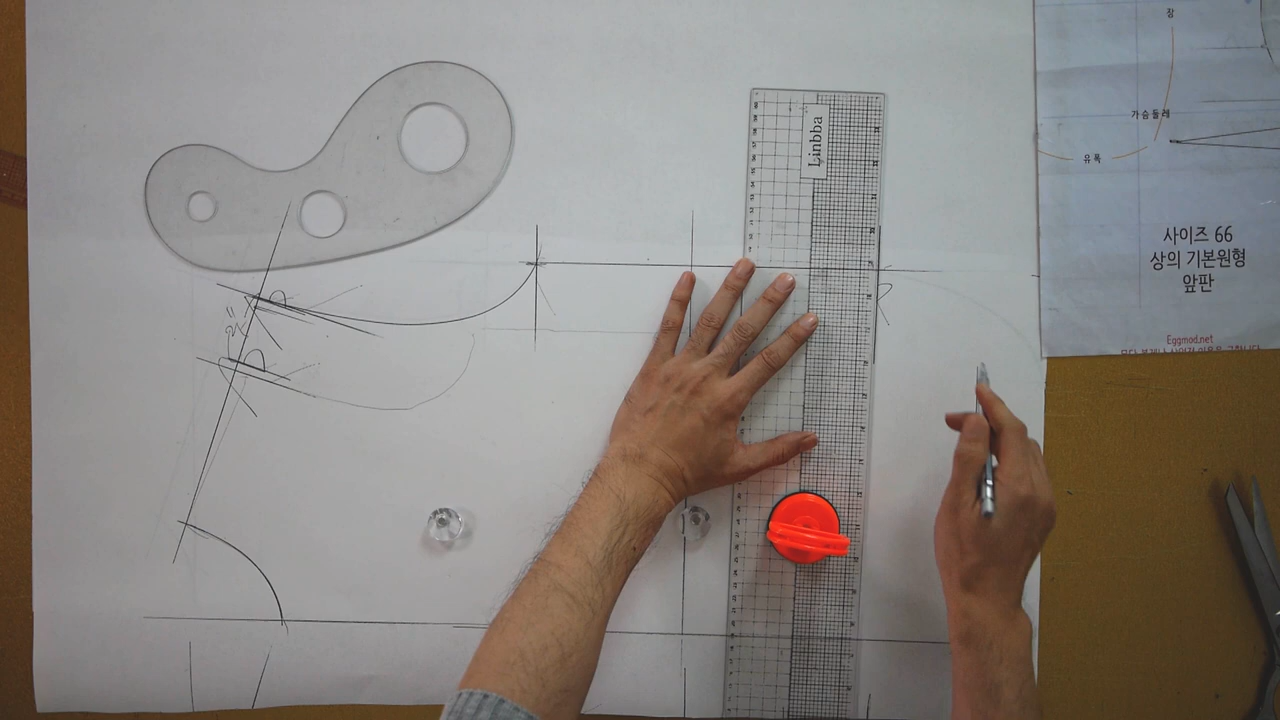 장
가슴둘레
유폭
사이즈 66
상의 기본원형
앞판
Eggmod.net
Linbba